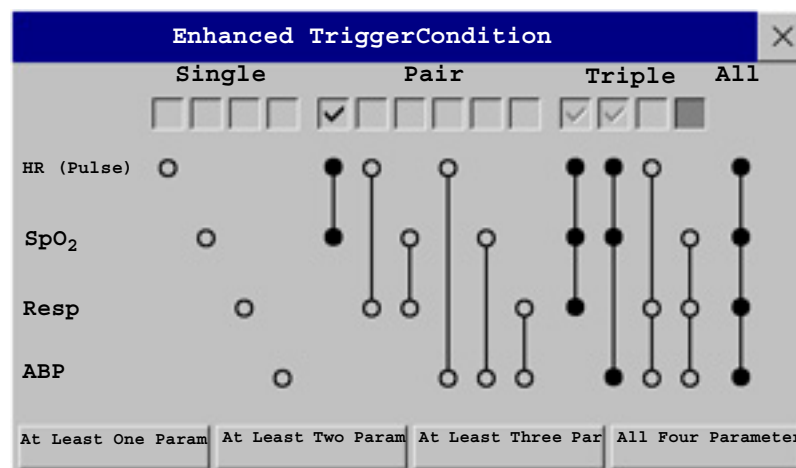 Enhanced TriggerCondition
Single Pair Triple All
HR (Pulse)
SpO₂
Resp
ABP
At Least One Param At Least Two Param At Least Three Par All Four Parameter